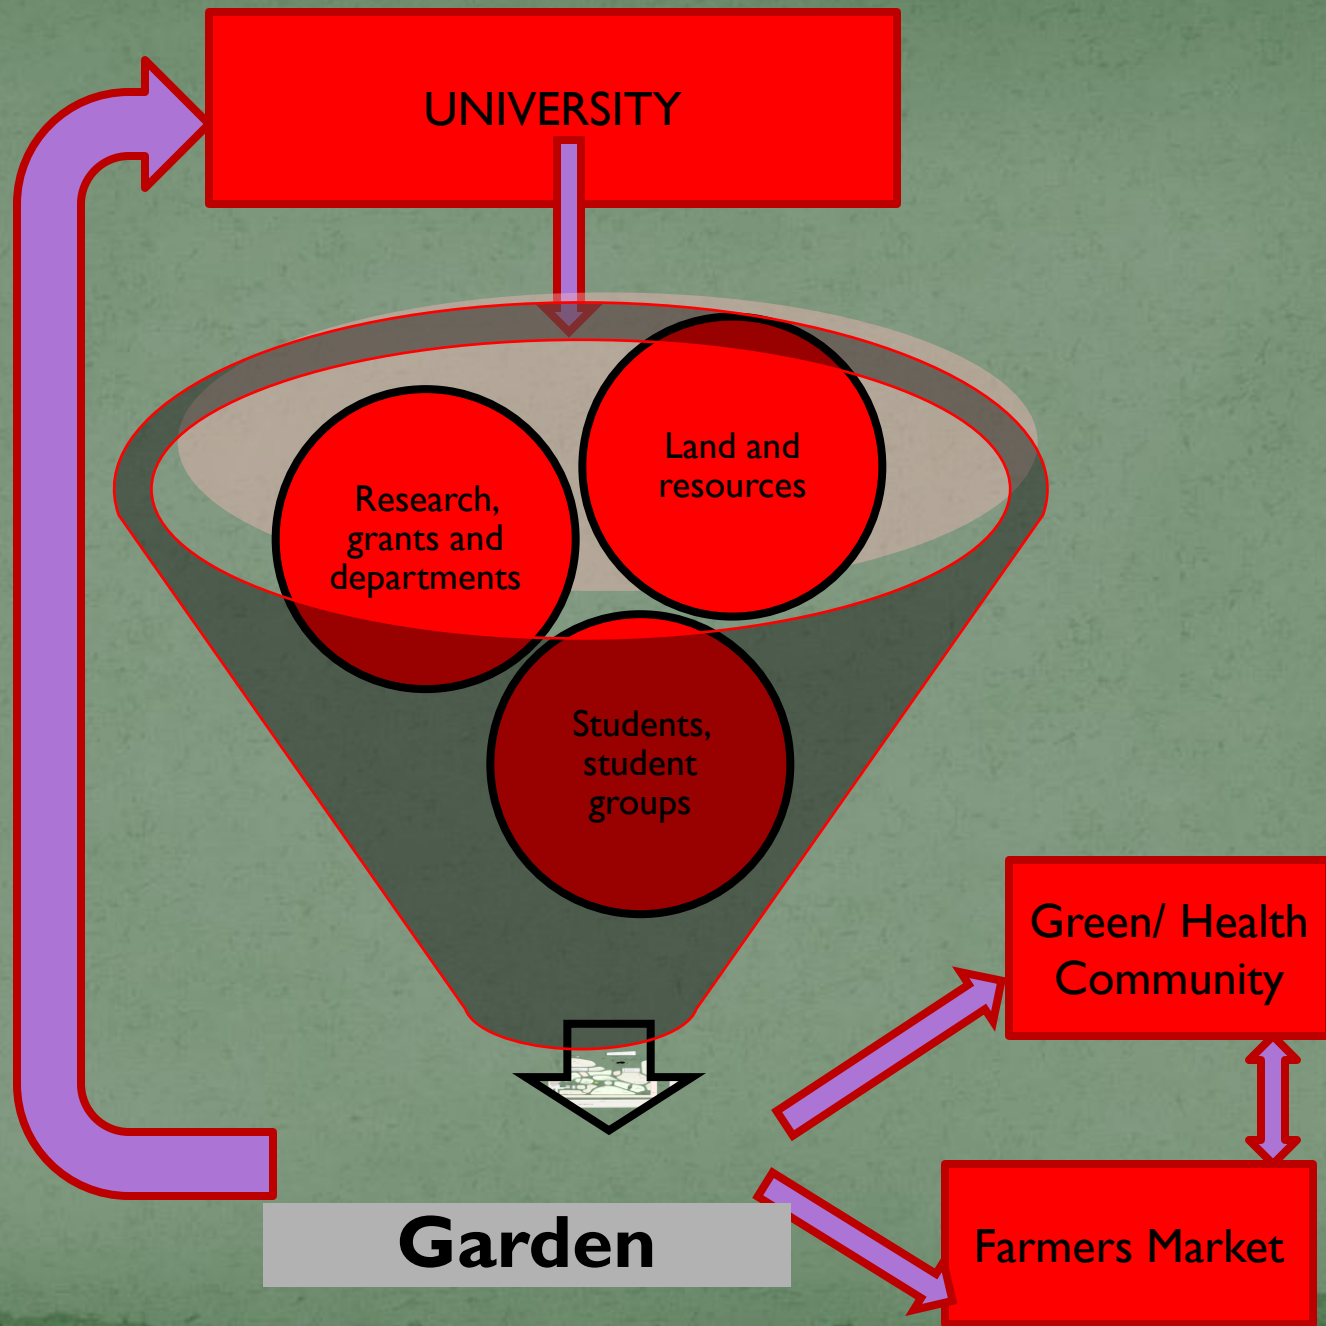 UNIVERSITY
Land and
resources
Research,
grants and
departments
Students,
student
groups
Green/ Health
Community
Garden
Farmers Market